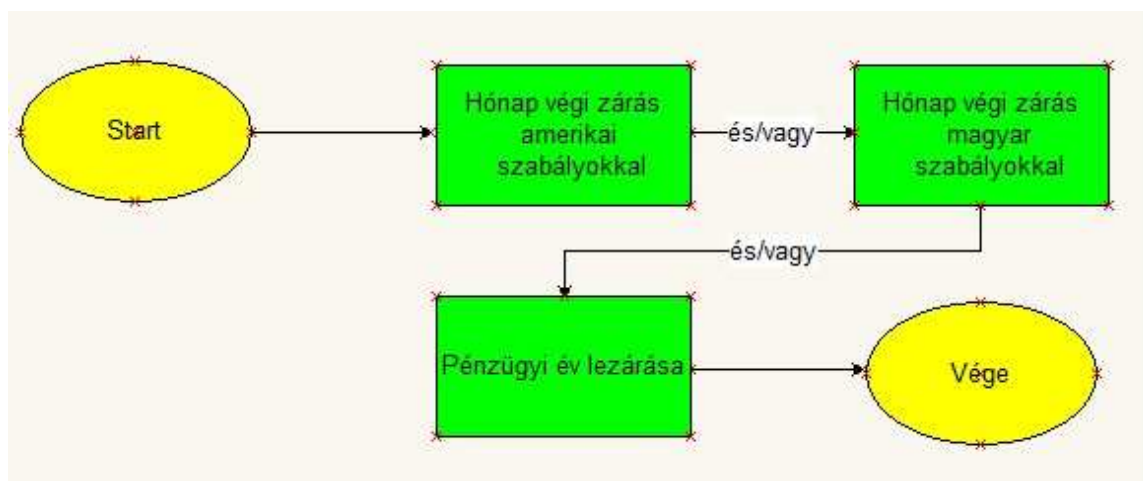 Start
Hónap végi zárás
amerikai
szabályokkal
és/vagy
Hónap végi zárás
magyar
szabályokkal
és/vagy
Pénzügyi év lezárása
Vége